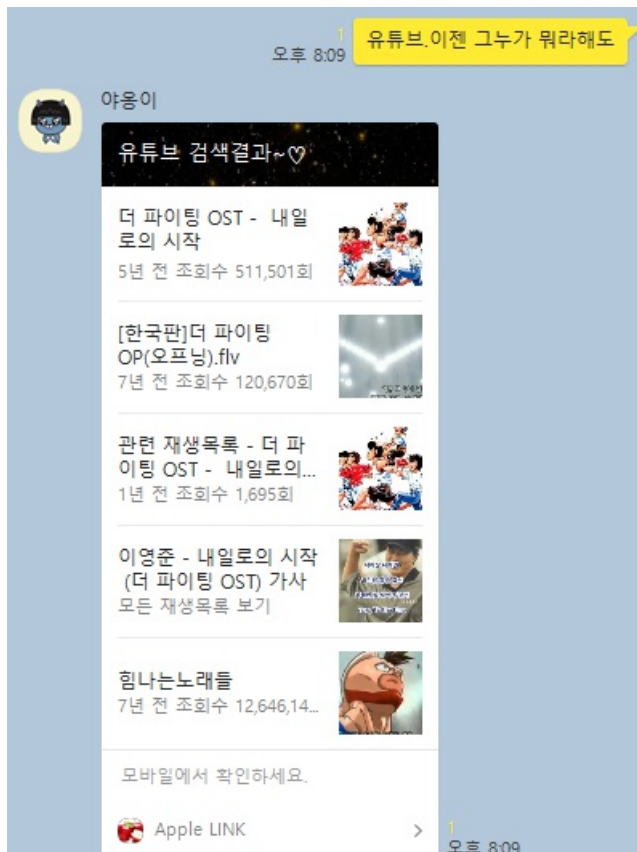 1
오후 8:09
유튜브.이젠 그누가 뭐라해도
야옹이
유튜브 검색결과~♡
더 파이팅 OST - 내일
로의 시작
5년 전 조회수 511,501회
[한국판]더 파이팅
OP(오프닝).flv
7년 전 조회수 120,670회
관련 재생목록 - 더 파
이팅 OST - 내일로의...
1년 전 조회수 1,695회
이영준 - 내일로의 시작
(더 파이팅 OST) 가사
모든 재생목록 보기
힘나는노래들
7년 전 조회수 12,646,14...
모바일에서 확인하세요.
Apple LINK
1
오후 8:09